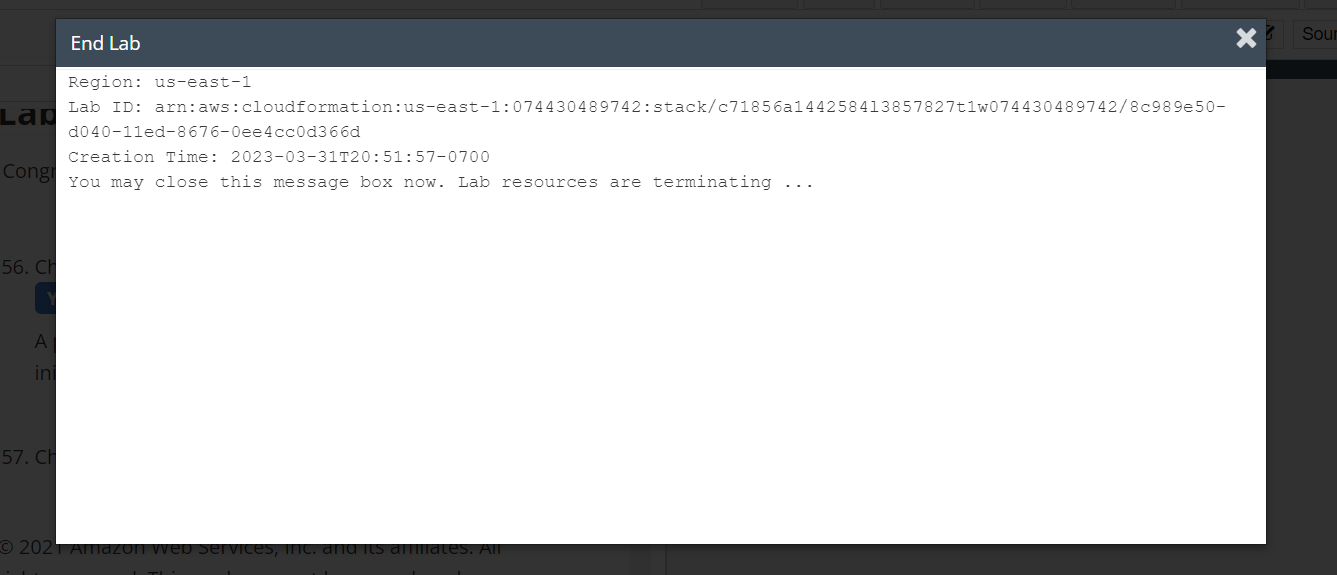 Sour
End Lab
Region: us-east-1
Lab ID: arn:aws:cloudformation:us-east-1:074430489742:stack/c71856a1442584l3857827t1w074430489742/8c989e50-
d040-11ed-8676-0ee4cc0d366d
Creation Time: 2023-03-31T20:51:57-0700
You may close this message box now. Lab resources are terminating ...
Lab
Congr
56. Ch
Y
A p
ini
57. Ch
© 2021 Amazon Web Services, Inc. and its affiliates. All